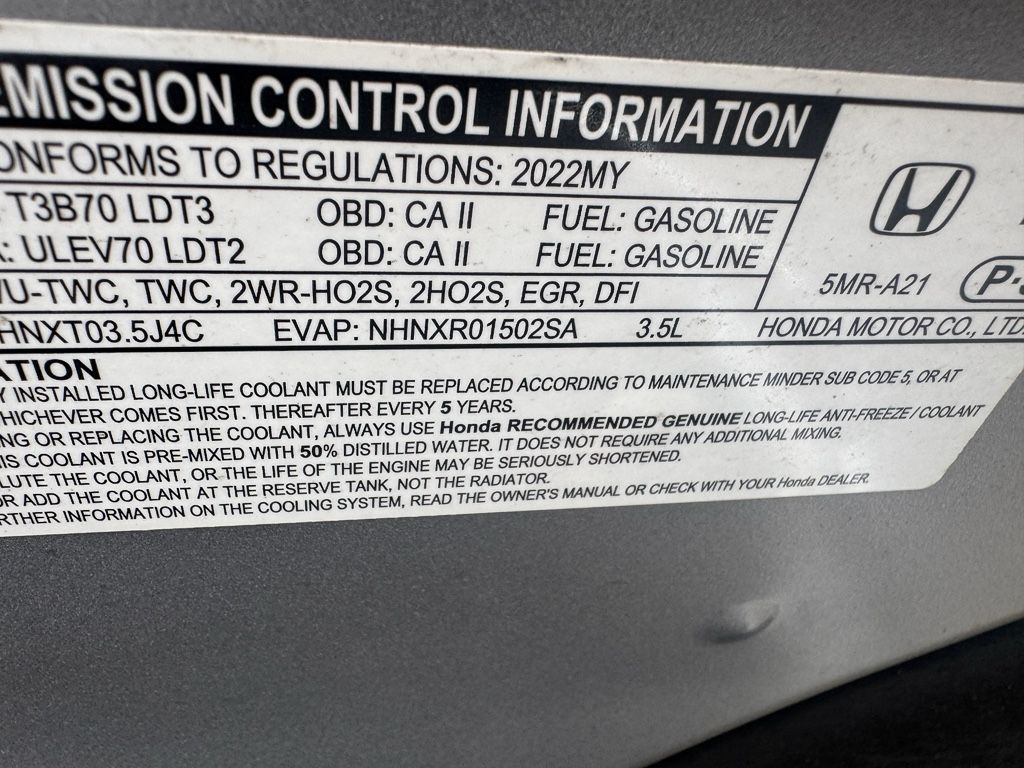 EMISSION CONTROL INFORMATION
ONFORMS TO REGULATIONS: 2022MY
T3B70 LDT3 OBD: CA II FUEL: GASOLINE
: ULEV70 LDT2 OBD: CA II FUEL: GASOLINE
U-TWC, TWC, 2WR-HO2S, 2HO2S, EGR, DFI
5MR-A21 P-
HNXT03.5J4C EVAP: NHNXR01502SA 3.5L HONDA MOTOR CO., LTD
ATION
Y INSTALLED LONG-LIFE COOLANT MUST BE REPLACED ACCORDING TO MAINTENANCE MINDER SUB CODE 5, OR AT
HICHEVER COMES FIRST. THEREAFTER EVERY 5 YEARS.
NG OR REPLACING THE COOLANT, ALWAYS USE Honda RECOMMENDED GENUINE LONG-LIFE ANTI-FREEZE / COOLANT
IS COOLANT IS PRE-MIXED WITH 50% DISTILLED WATER. IT DOES NOT REQUIRE ANY ADDITIONAL MIXING.
LUTE THE COOLANT, OR THE LIFE OF THE ENGINE MAY BE SERIOUSLY SHORTENED.
OR ADD THE COOLANT AT THE RESERVE TANK, NOT THE RADIATOR.
RTHER INFORMATION ON THE COOLING SYSTEM, READ THE OWNER'S MANUAL OR CHECK WITH YOUR Honda DEALER.